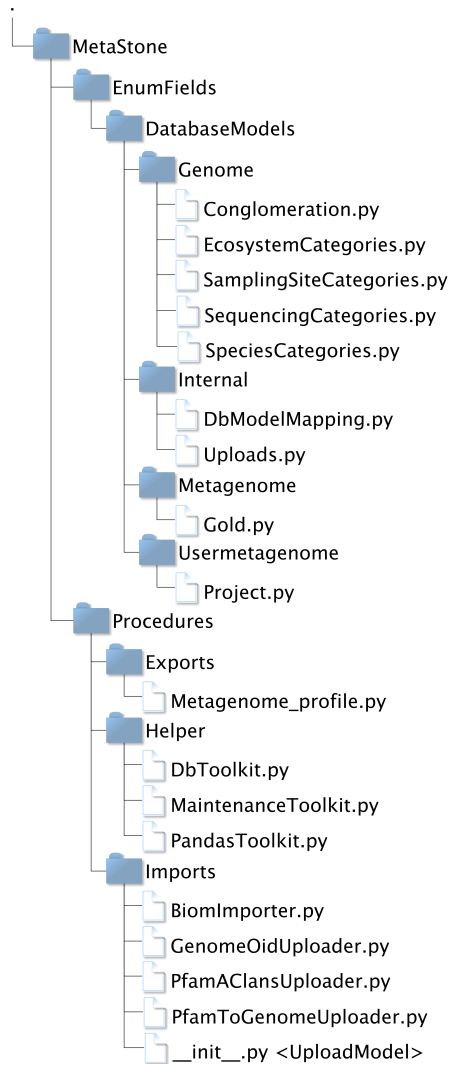 .
MetaStone
EnumFields
DatabaseModels
Genome
Conglomeration.py
EcosystemCategories.py
SamplingSiteCategories.py
SequencingCategories.py
SpeciesCategories.py
Internal
DbModelMapping.py
Uploads.py
Metagenome
Gold.py
Usermetagenome
Project.py
Procedures
Exports
Metagenome_profile.py
Helper
DbToolkit.py
MaintenanceToolkit.py
PandasToolkit.py
Imports
BiomImporter.py
GenomeOidUploader.py
PfamAClansUploader.py
PfamToGenomeUploader.py
__init__.py <UploadModel>